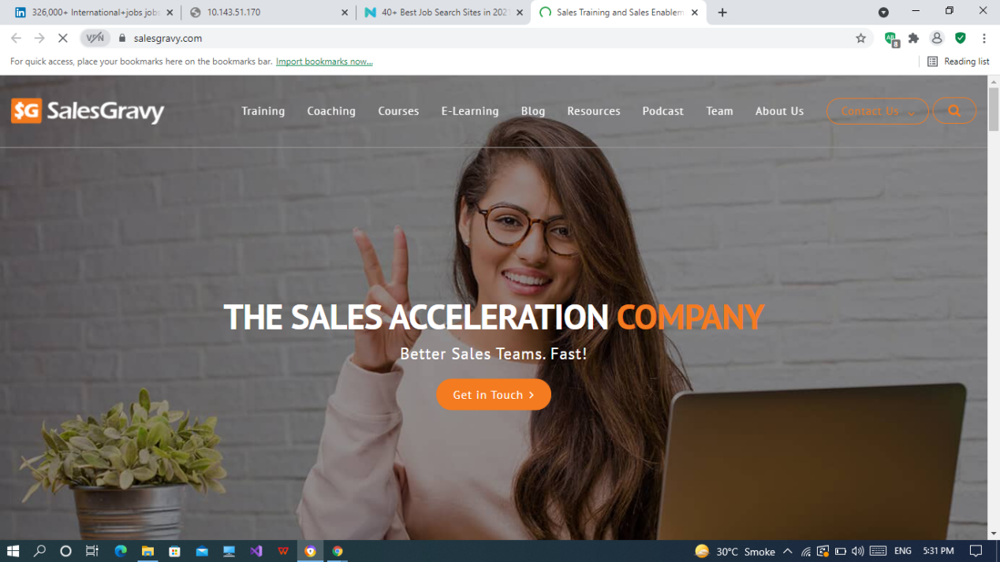 326,000+ International+jobs jobs
10.143.51.170
40+ Best Job Search Sites in 2021
Sales Training and Sales Enablem
VPN
salesgravy.com
8
For quick access, place your bookmarks here on the bookmarks bar. Import bookmarks now...
Reading list
$G SalesGravy
Training
Coaching
Courses
E-Learning
Blog
Resources
Podcast
Team
About Us
Contact Us
THE SALES ACCELERATION COMPANY
Better Sales Teams. Fast!
Get in Touch >
30°C Smoke
ENG
5:31 PM